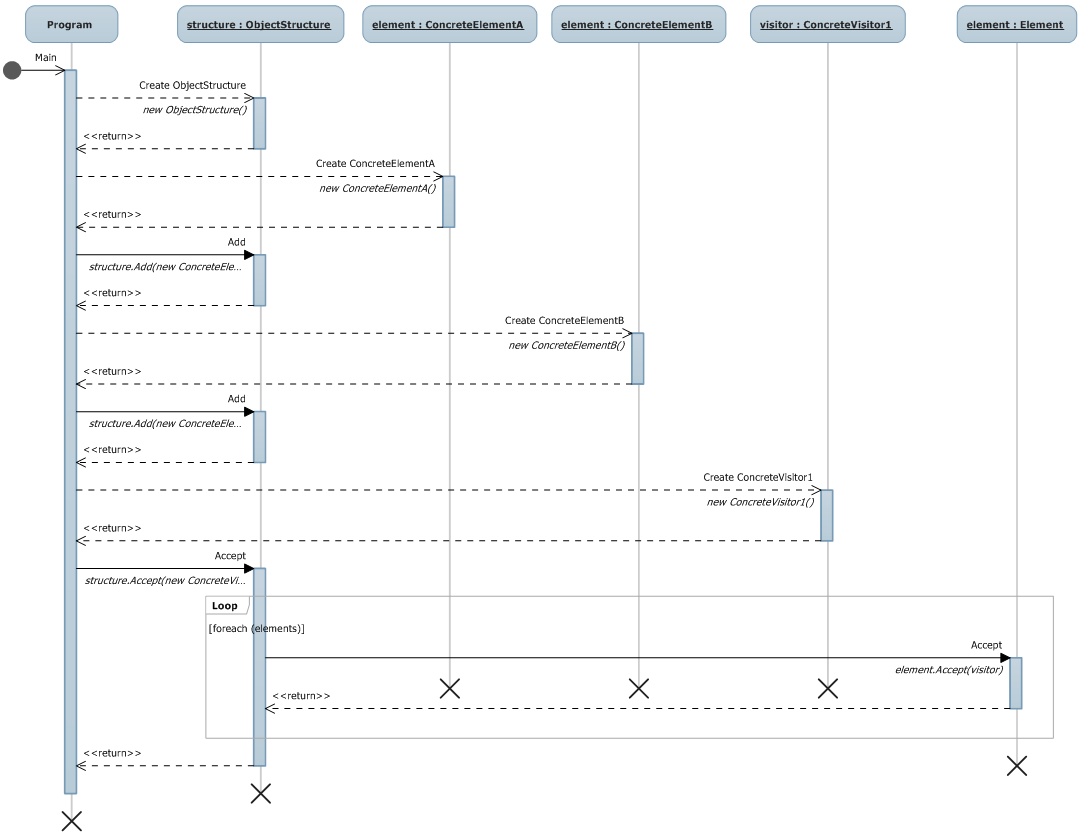 Program
structure : ObjectStructure
element : ConcreteElementA
element : ConcreteElementB
visitor : ConcreteVisitor1
element : Element
Main
Create ObjectStructure
new ObjectStructure()
<<return>>
Create ConcreteElementA
new ConcreteElementA()
<<return>>
Add
structure.Add(new ConcreteEle...
<<return>>
Create ConcreteElementB
new ConcreteElementB()
<<return>>
Add
structure.Add(new ConcreteEle...
<<return>>
Create ConcreteVisitor1
new ConcreteVisitor1()
<<return>>
Accept
structure.Accept(new ConcreteVi...
Loop
[foreach (elements)]
Accept
element.Accept(visitor)
<<return>>
<<return>>